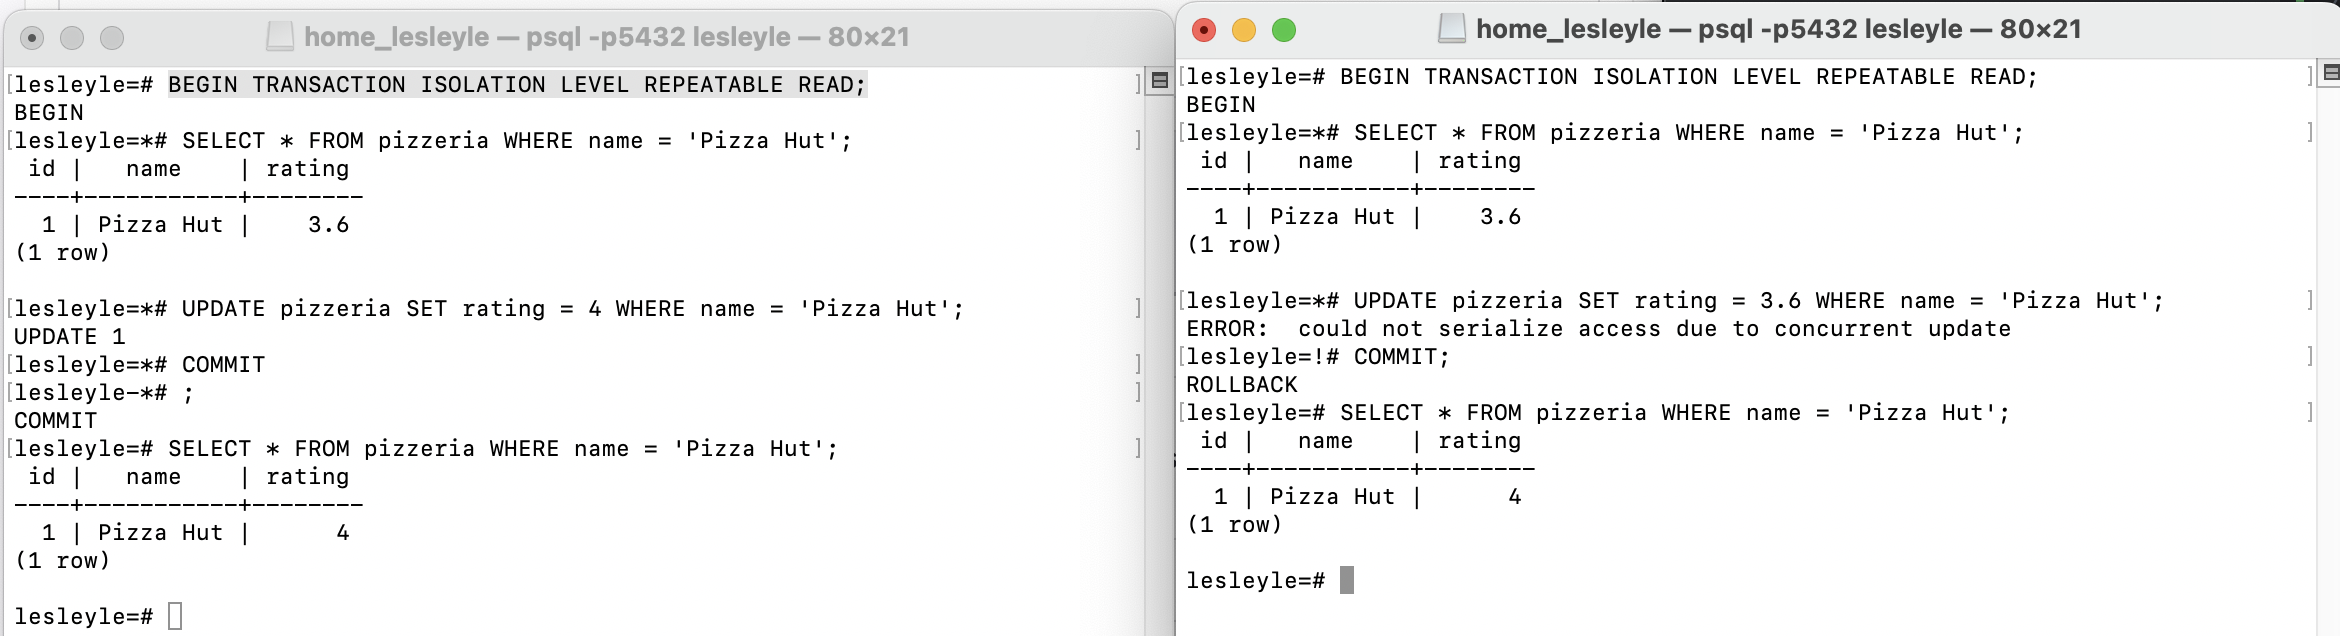 home_lesleyle — psql -p5432 lesleyle — 80×21
[lesleyle=# BEGIN TRANSACTION ISOLATION LEVEL REPEATABLE READ; ]
BEGIN
[lesleyle=*# SELECT * FROM pizzeria WHERE name = 'Pizza Hut'; ]
 id |   name    | rating
----+-----------+--------
  1 | Pizza Hut |    3.6
(1 row)
[lesleyle=*# UPDATE pizzeria SET rating = 4 WHERE name = 'Pizza Hut'; ]
UPDATE 1
[lesleyle=*# COMMIT ]
[lesleyle-*# ; ]
COMMIT
[lesleyle=# SELECT * FROM pizzeria WHERE name = 'Pizza Hut'; ]
 id |   name    | rating
----+-----------+--------
  1 | Pizza Hut |      4
(1 row)
lesleyle=#
home_lesleyle — psql -p5432 lesleyle — 80×21
[lesleyle=# BEGIN TRANSACTION ISOLATION LEVEL REPEATABLE READ; ]
BEGIN
[lesleyle=*# SELECT * FROM pizzeria WHERE name = 'Pizza Hut'; ]
 id |   name    | rating
----+-----------+--------
  1 | Pizza Hut |    3.6
(1 row)
[lesleyle=*# UPDATE pizzeria SET rating = 3.6 WHERE name = 'Pizza Hut'; ]
ERROR:  could not serialize access due to concurrent update
[lesleyle=!# COMMIT; ]
ROLLBACK
[lesleyle=# SELECT * FROM pizzeria WHERE name = 'Pizza Hut'; ]
 id |   name    | rating
----+-----------+--------
  1 | Pizza Hut |      4
(1 row)
lesleyle=#